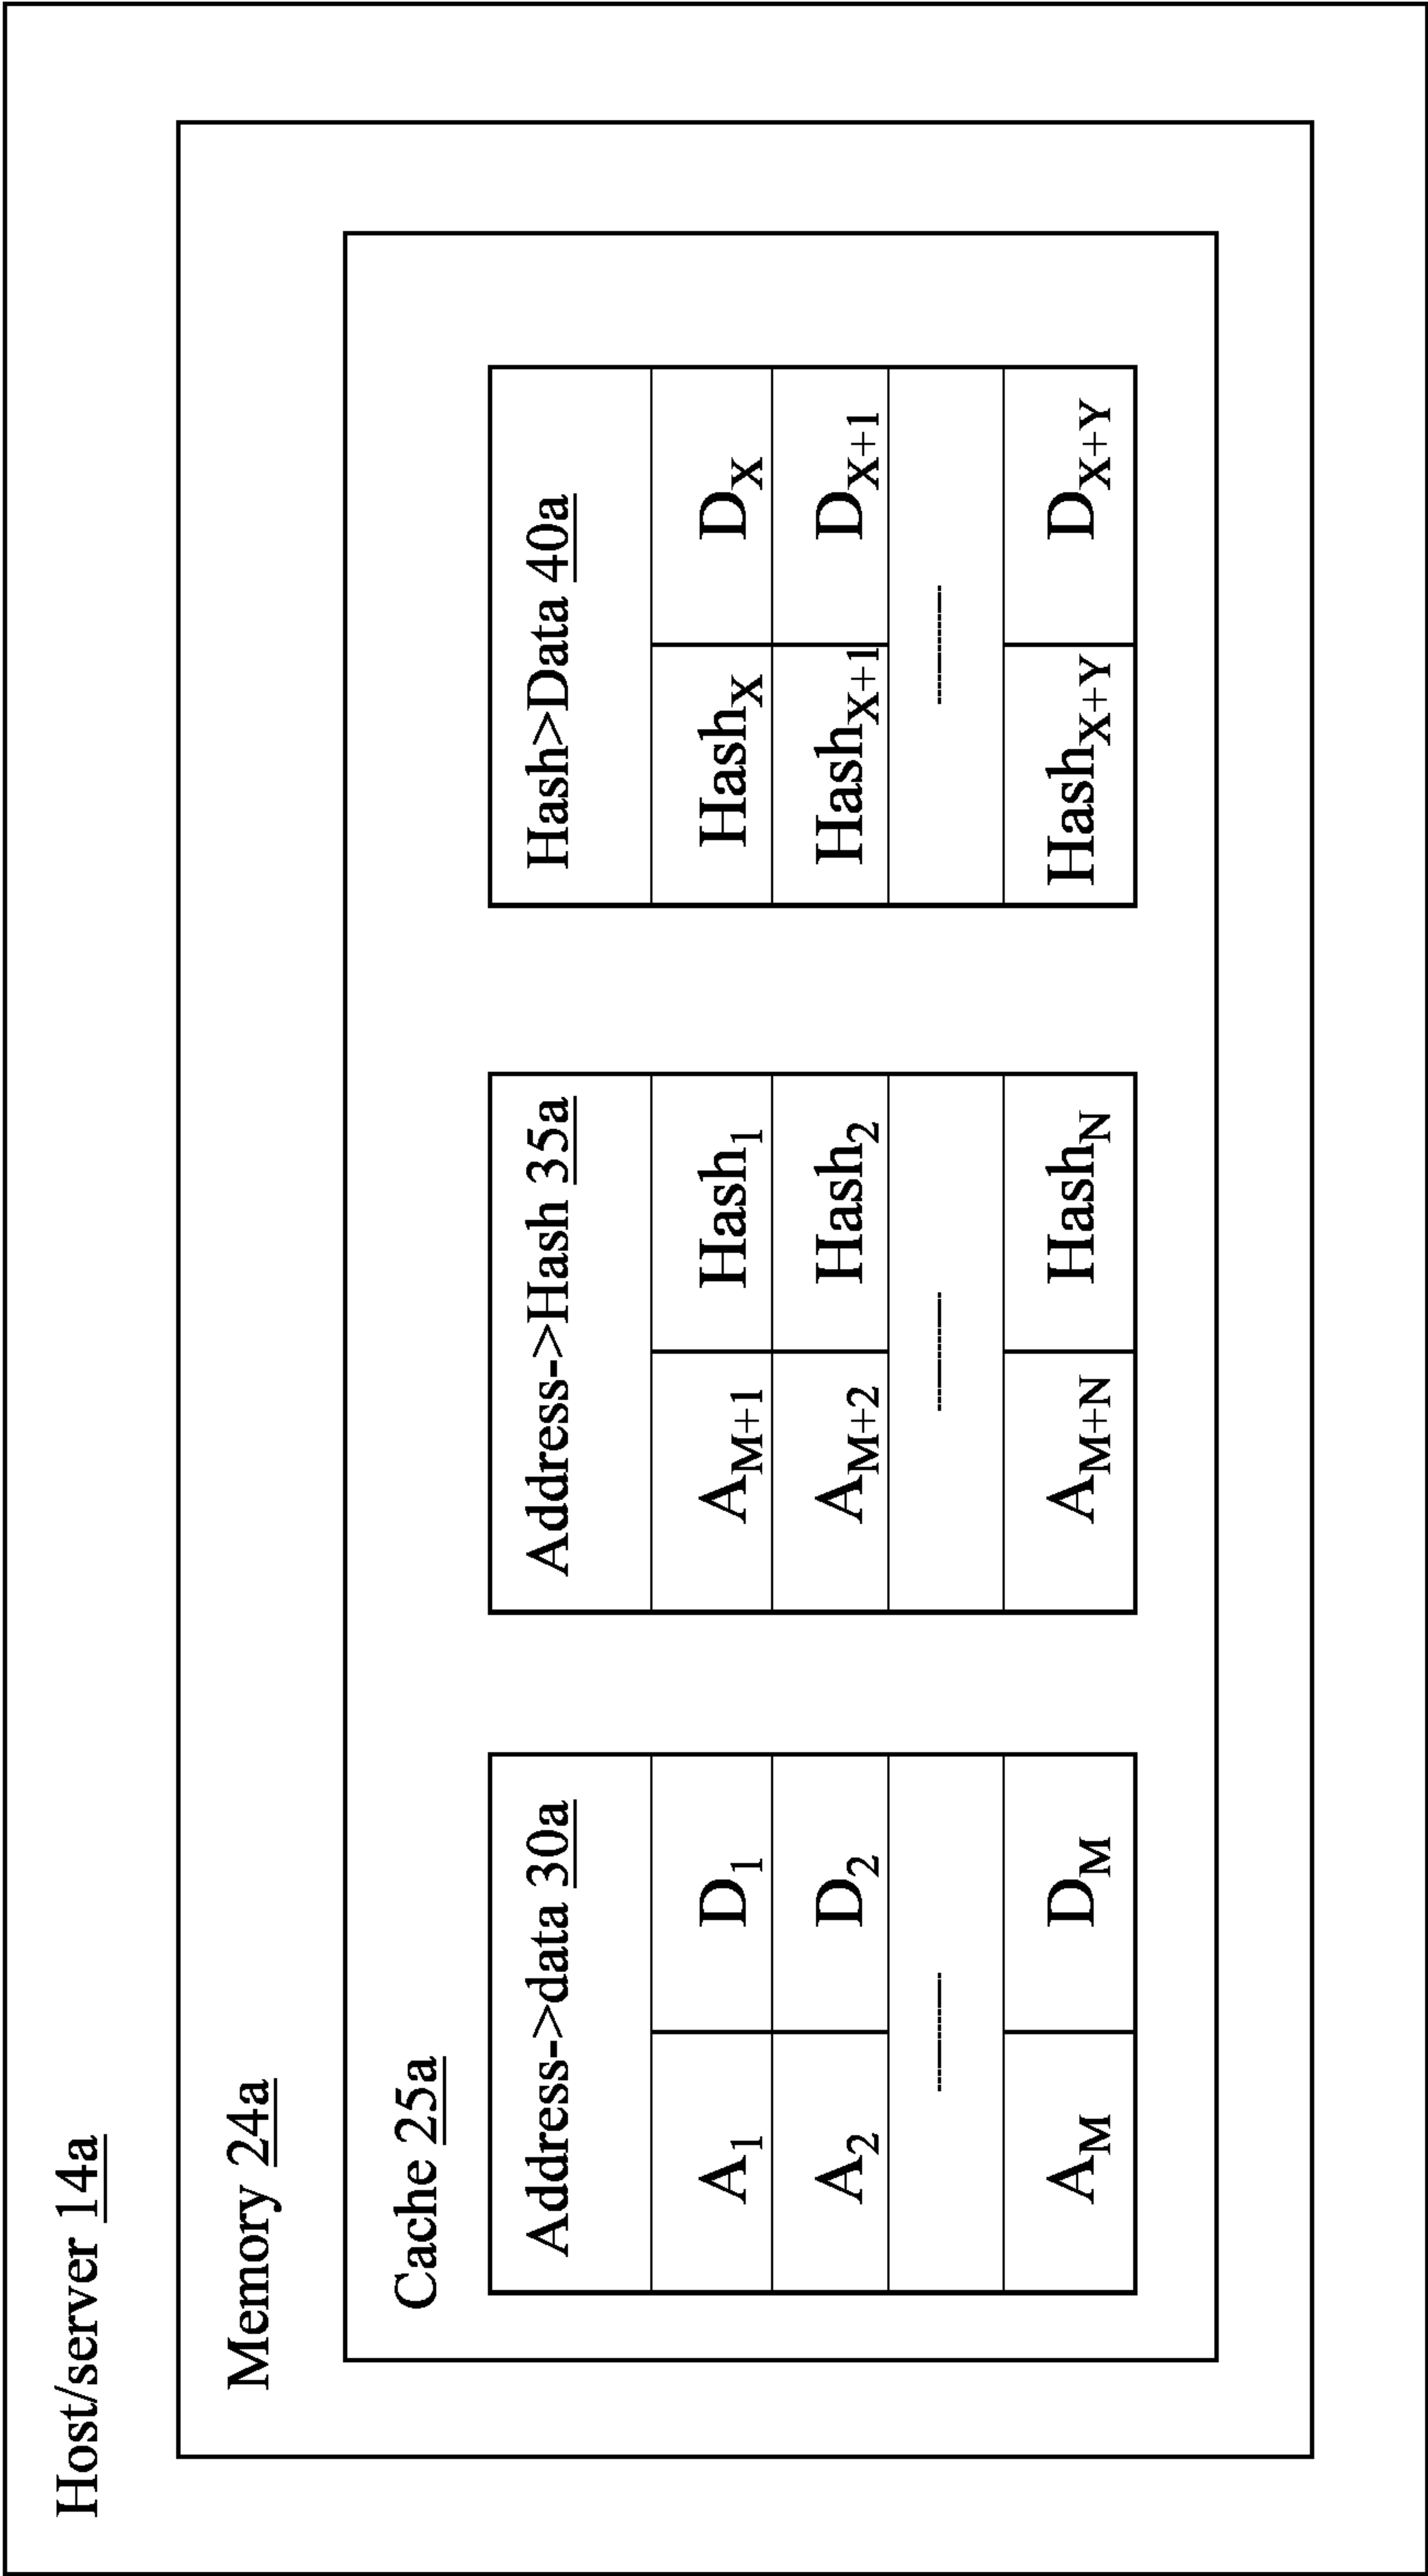 Host/server 14a
Memory 24a
Cache 25a
Address->data 30a
A1 D1
A2 D2
AM DM
Address->Hash 35a
AM+1 Hash1
AM+2 Hash2
AM+N HashN
Hash>Data 40a
HashX DX
HashX+1 DX+1
HashX+Y DX+Y